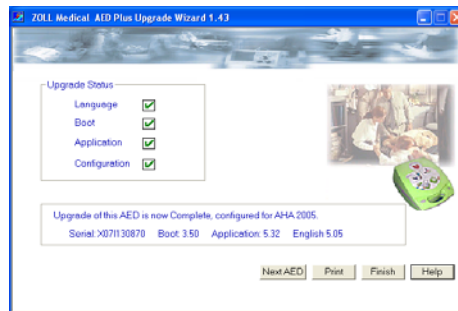 ZOLL Medical AED Plus Upgrade Wizard 1.43
Upgrade Status
Language
Boot
Application
Configuration
Upgrade of this AED is now Complete, configured for AHA 2005.
Serial: X07I130870 Boot: 3.50 Application: 5.32 English 5.05
Next AED Print Finish Help